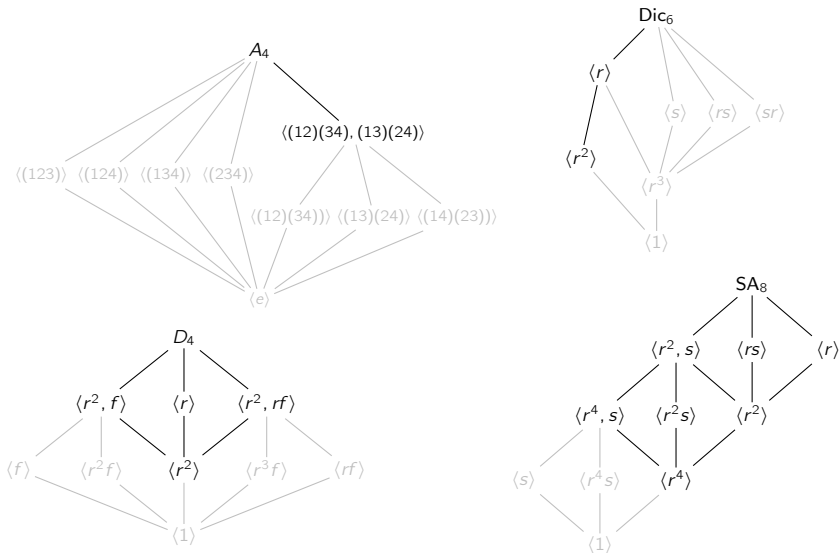 A₄
⟨(12)(34), (13)(24)⟩
⟨(123)⟩ ⟨(124)⟩ ⟨(134)⟩ ⟨(234)⟩
⟨(12)(34))⟩ ⟨(13)(24)⟩ ⟨(14)(23))⟩
⟨e⟩
Dic₆
⟨r⟩
⟨s⟩ ⟨rs⟩ ⟨sr⟩
⟨r²⟩
⟨r³⟩
⟨1⟩
D₄
⟨r², f⟩ ⟨r⟩ ⟨r², rf⟩
⟨f⟩ ⟨r²f⟩ ⟨r²⟩ ⟨r³f⟩ ⟨rf⟩
⟨1⟩
SA₈
⟨r², s⟩ ⟨rs⟩ ⟨r⟩
⟨r⁴, s⟩ ⟨r²s⟩ ⟨r²⟩
⟨s⟩ ⟨r⁴s⟩ ⟨r⁴⟩
⟨1⟩